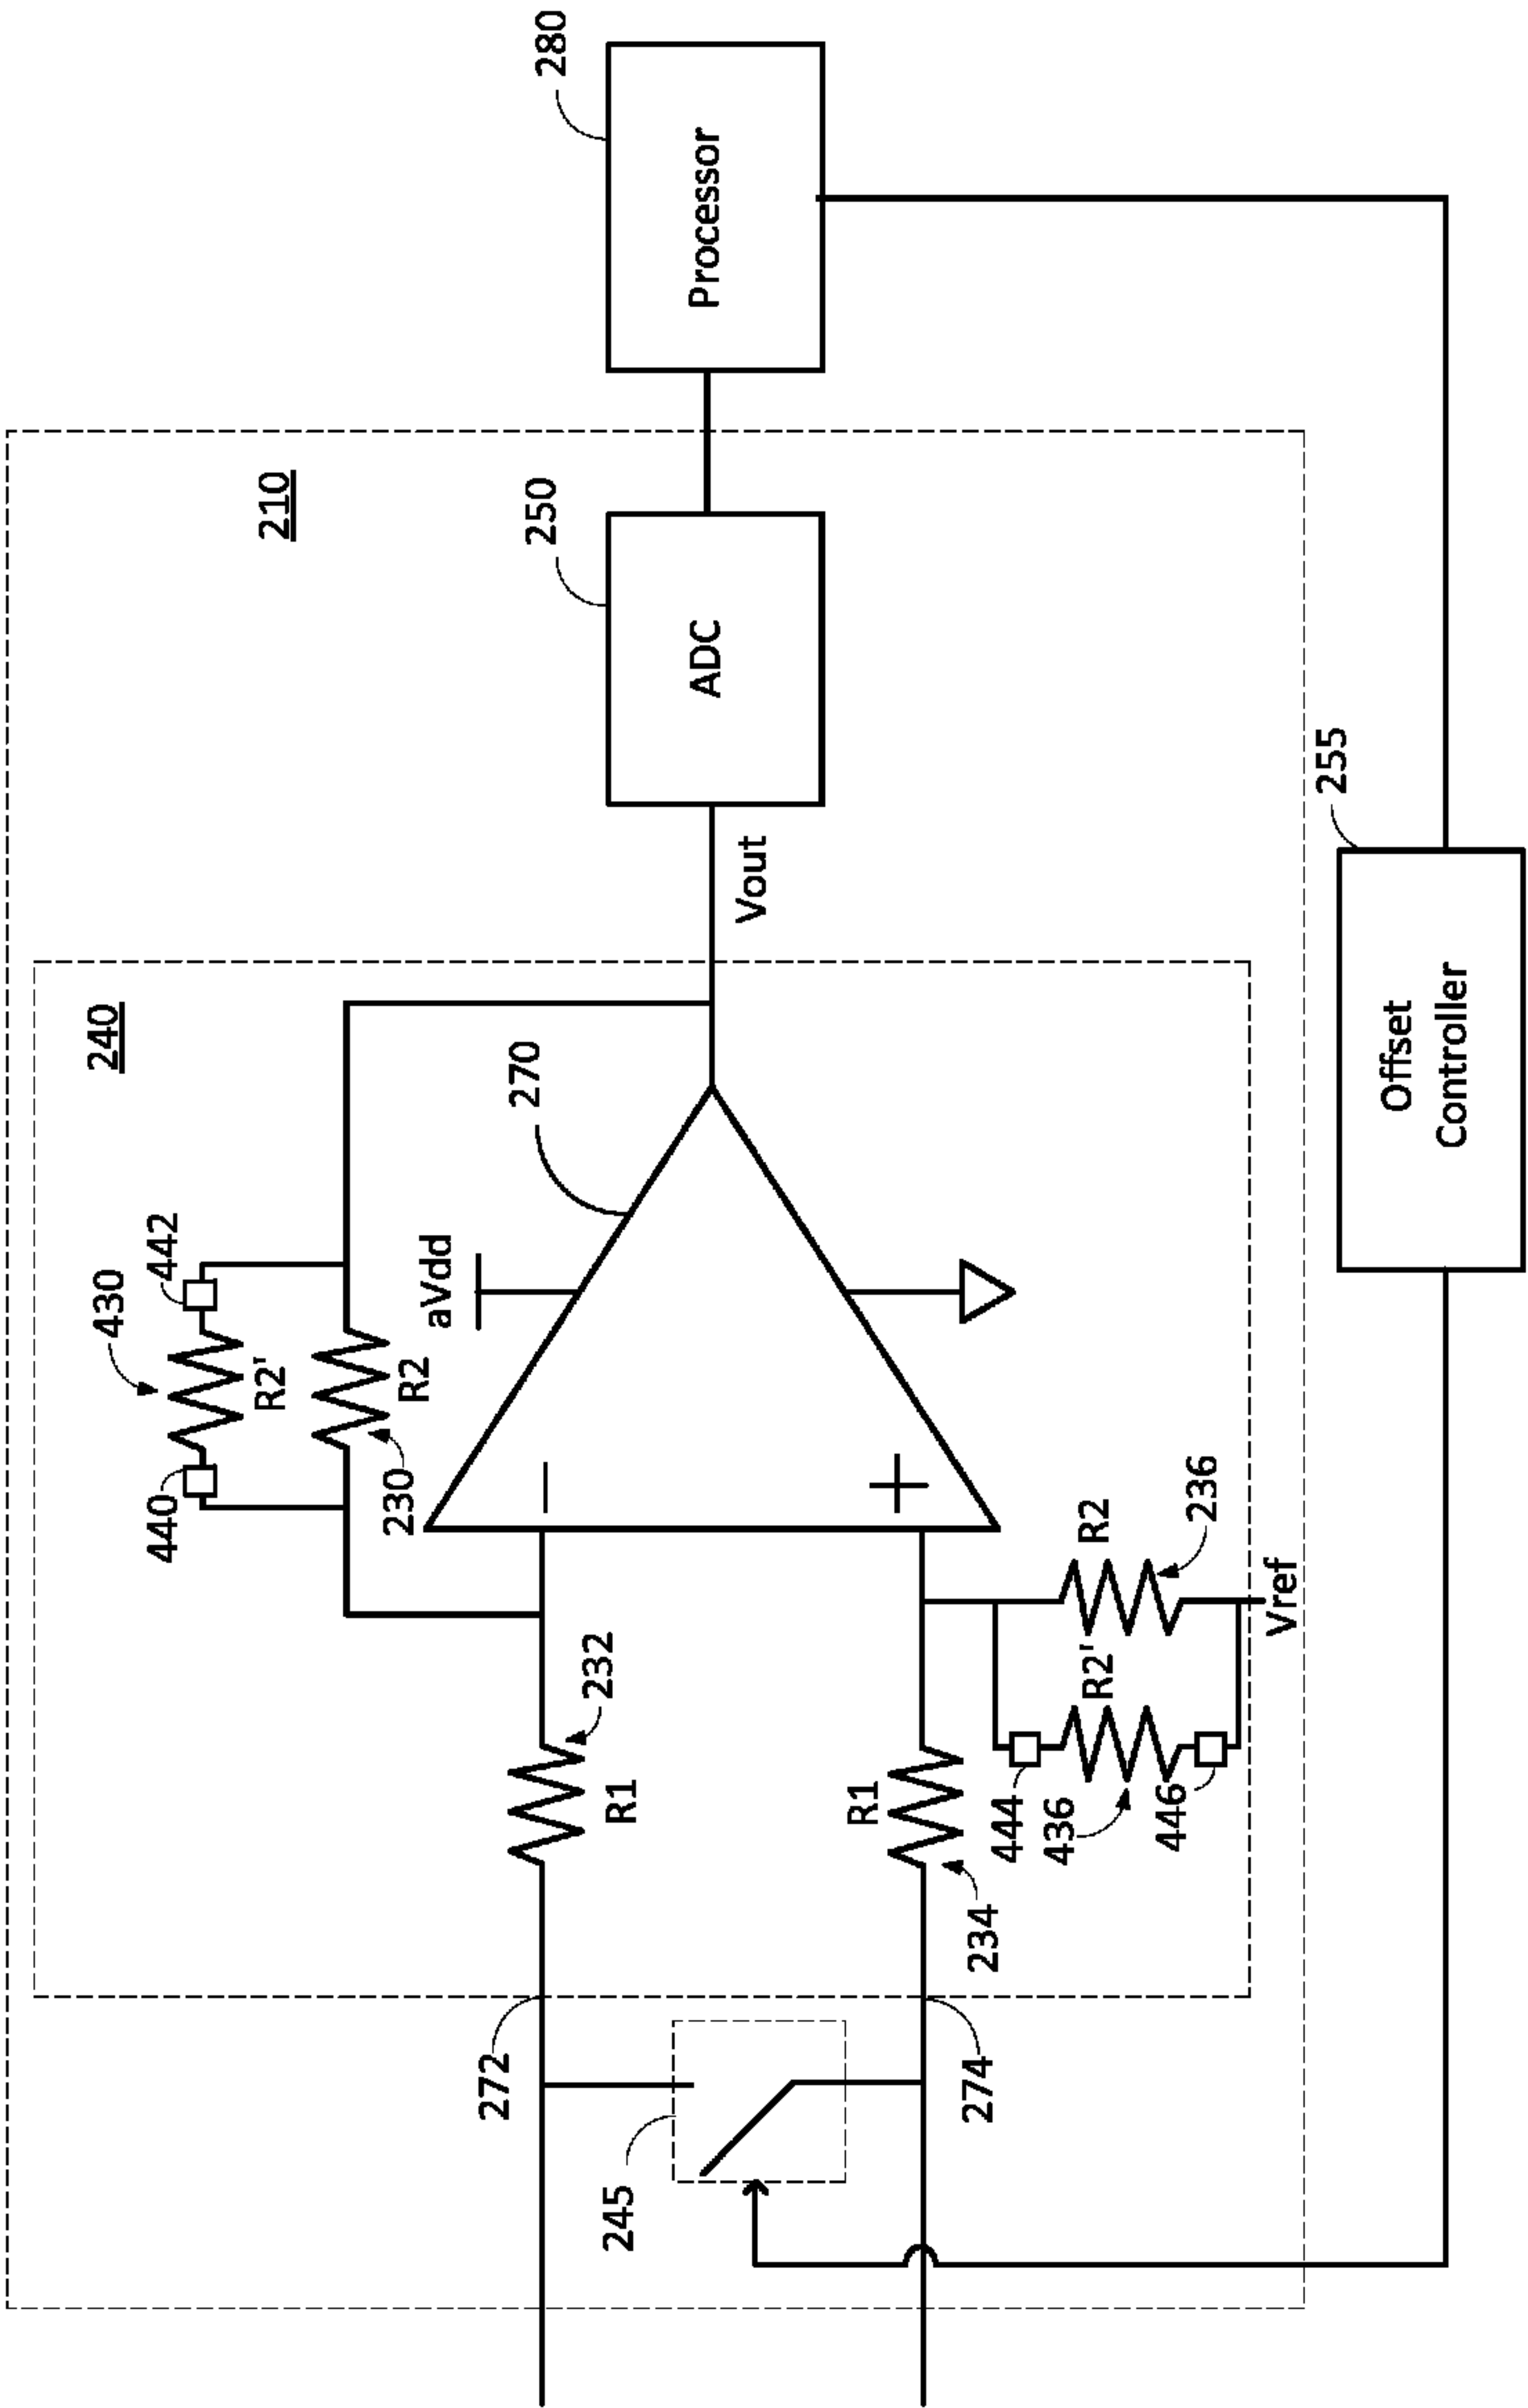 210
240
430
440
442
R2'
R2
230
270
aVdd
−
+
272
232
R1
R1
234
274
245
444
436
446
R2'
R2
236
Vref
Vout
250
ADC
280
Processor
255
Offset
Controller